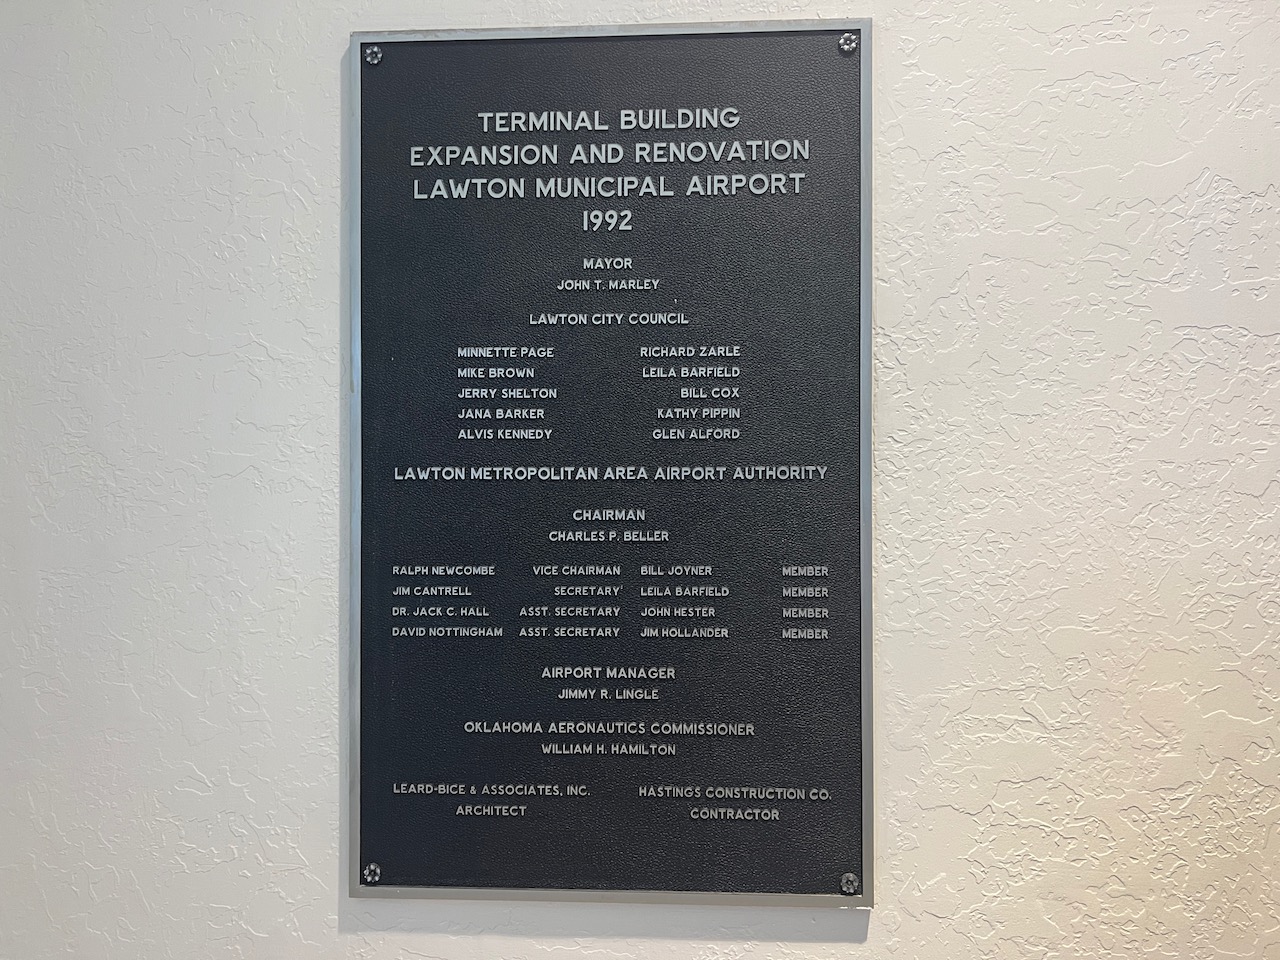 TERMINAL BUILDING
EXPANSION AND RENOVATION
LAWTON MUNICIPAL AIRPORT
1992
MAYOR
JOHN T. MARLEY
LAWTON CITY COUNCIL
MINNETTE PAGE RICHARD ZARLE
MIKE BROWN LEILA BARFIELD
JERRY SHELTON BILL COX
JANA BARKER KATHY PIPPIN
ALVIS KENNEDY GLEN ALFORD
LAWTON METROPOLITAN AREA AIRPORT AUTHORITY
CHAIRMAN
CHARLES P. BELLER
RALPH NEWCOMBE VICE CHAIRMAN BILL JOYNER MEMBER
JIM CANTRELL SECRETARY LEILA BARFIELD MEMBER
DR. JACK C. HALL ASST. SECRETARY JOHN HESTER MEMBER
DAVID NOTTINGHAM ASST. SECRETARY JIM HOLLANDER MEMBER
AIRPORT MANAGER
JIMMY R. LINGLE
OKLAHOMA AERONAUTICS COMMISSIONER
WILLIAM H. HAMILTON
LEARD-BICE & ASSOCIATES, INC. HASTINGS CONSTRUCTION CO.
ARCHITECT CONTRACTOR